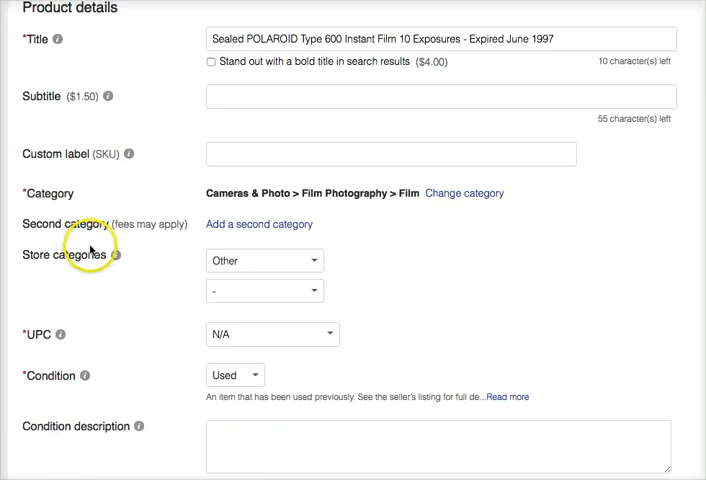 Product details
*Title Sealed POLAROID Type 600 Instant Film 10 Exposures - Expired June 1997
Stand out with a bold title in search results ($4.00) 10 character(s) left
Subtitle ($1.50)
55 character(s) left
Custom label (SKU)
*Category Cameras & Photo > Film Photography > Film Change category
Second category (fees may apply) Add a second category
Store categories Other
-
*UPC N/A
*Condition Used
An item that has been used previously. See the seller's listing for full de...Read more
Condition description